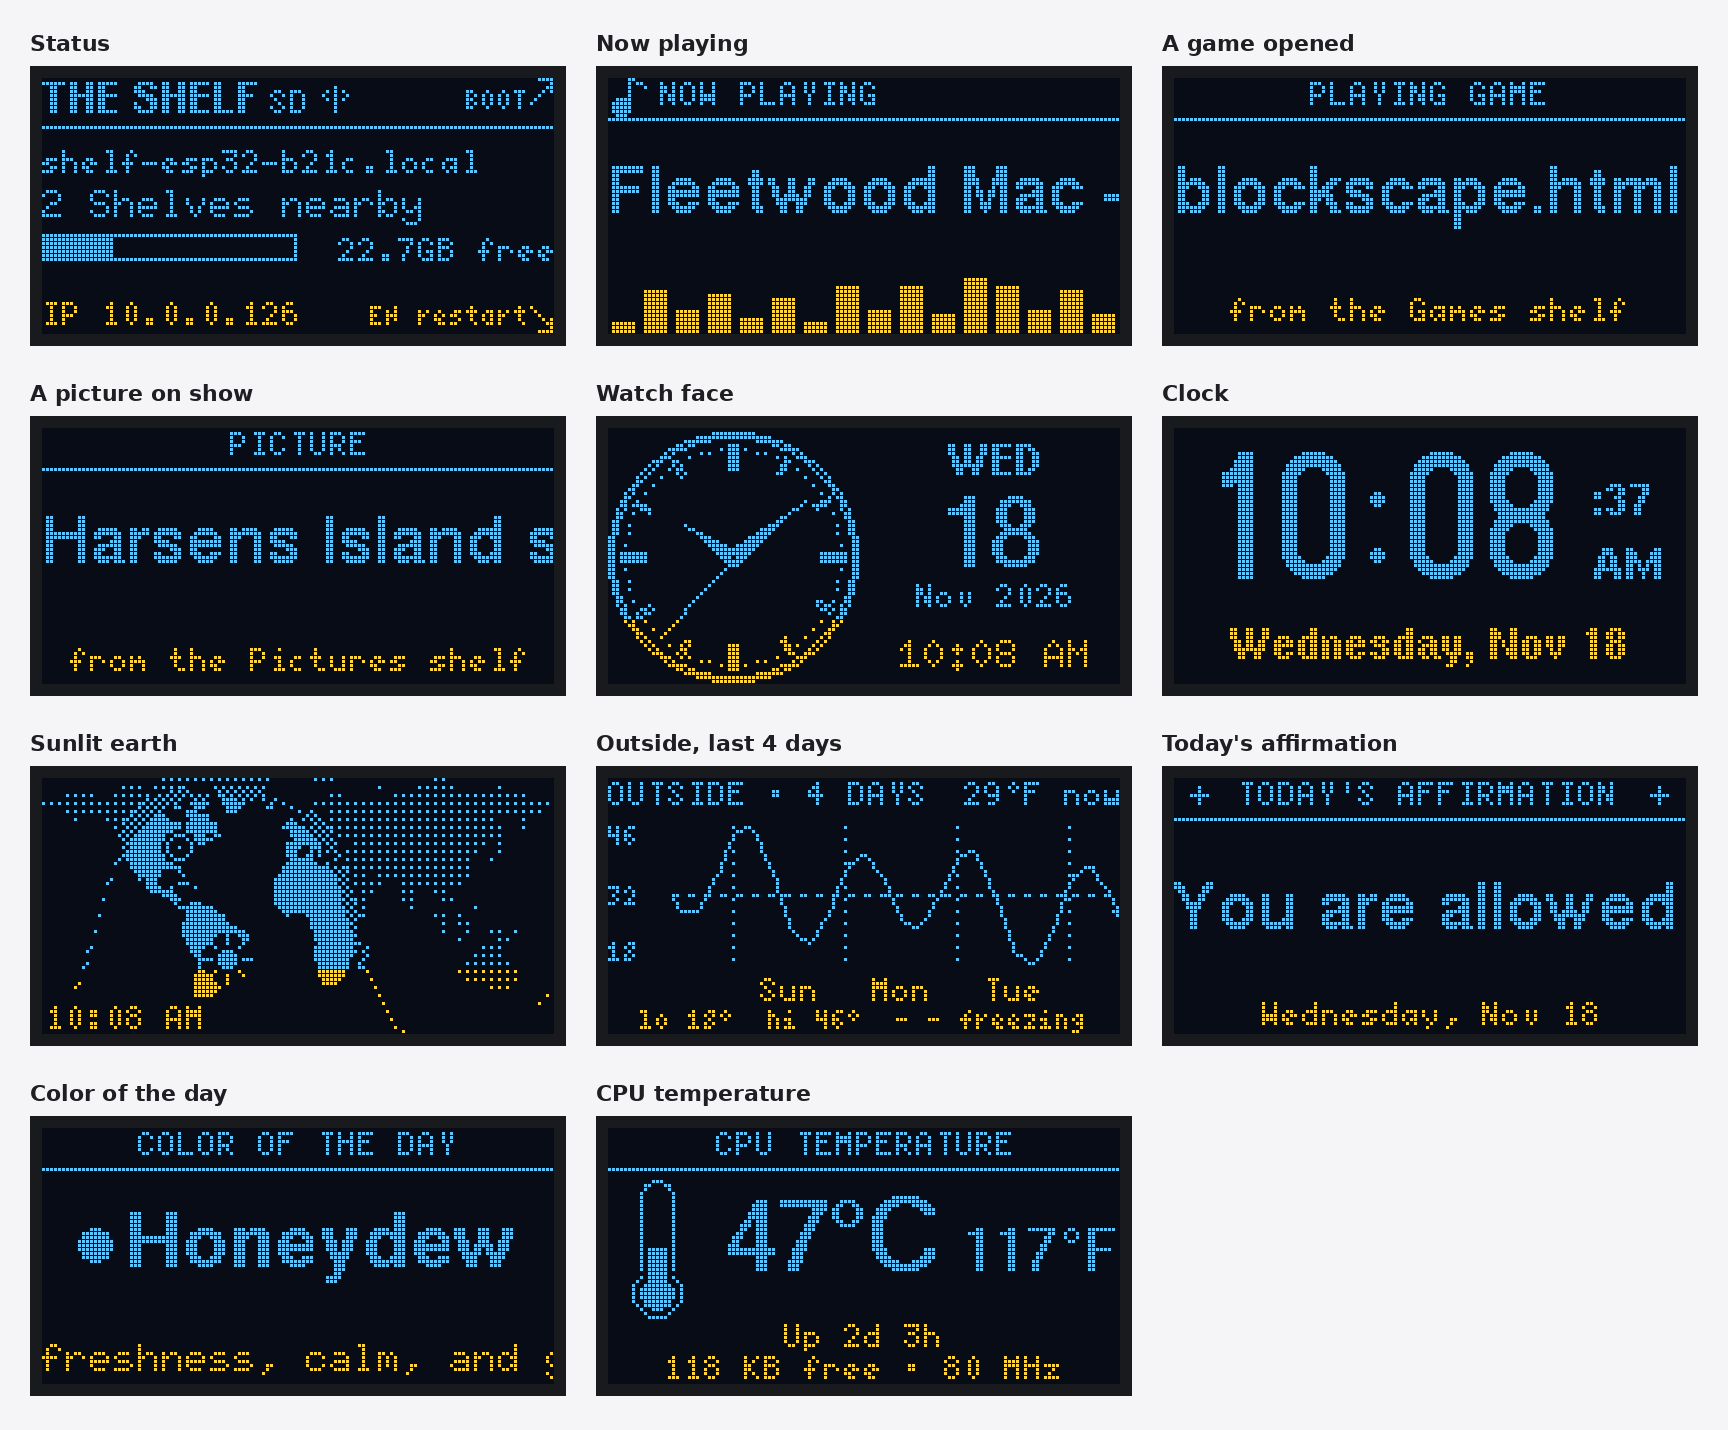 Status
THE SHELF SD BOOT
shelf-esp32-b21c.local
2 Shelves nearby
22.7GB free
IP 10.0.0.126 EN restart
Now playing
NOW PLAYING
Fleetwood Mac -
A game opened
PLAYING GAME
blockscape.html
from the Games shelf
A picture on show
PICTURE
Harsens Island s
from the Pictures shelf
Watch face
WED
18
Nov 2026
10:08 AM
Clock
10:08 :37 AM
Wednesday, Nov 18
Sunlit earth
10:08 AM
Outside, last 4 days
OUTSIDE · 4 DAYS 29°F now
46
32
18
Sun Mon Tue
lo 18° hi 46° - - freezing
Today's affirmation
+ TODAY'S AFFIRMATION +
You are allowed
Wednesday, Nov 18
Color of the day
COLOR OF THE DAY
Honeydew
freshness, calm, and
CPU temperature
CPU TEMPERATURE
47°C 117°F
Up 2d 3h
118 KB free · 80 MHz